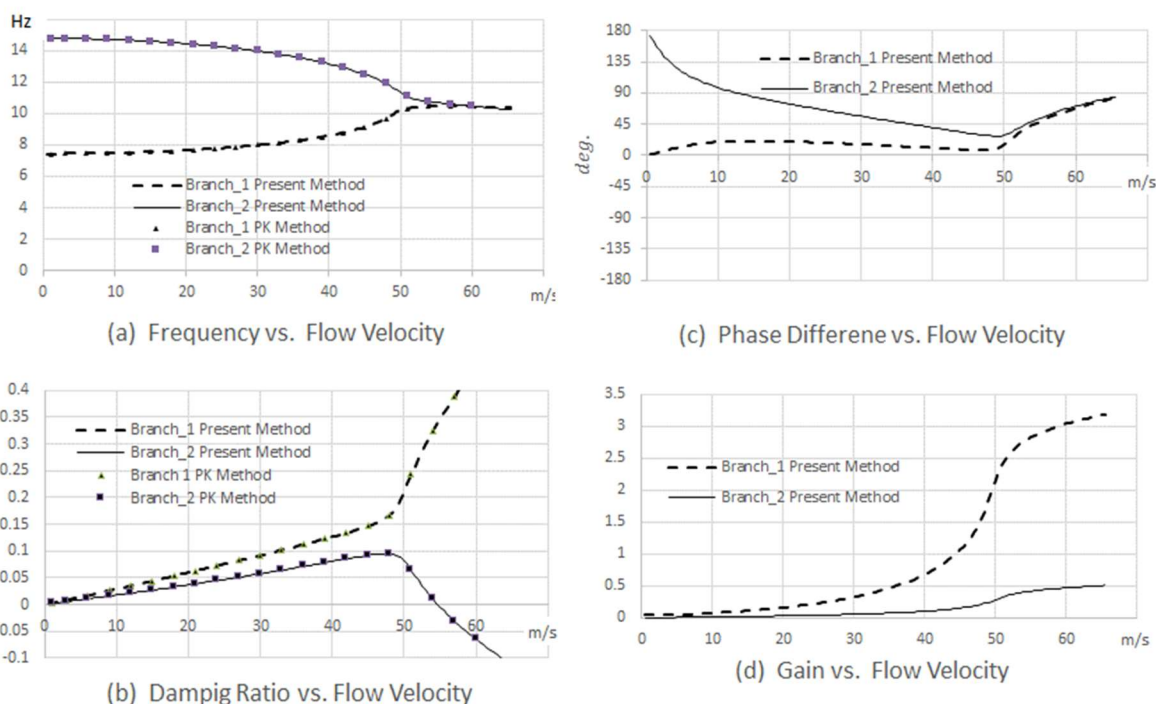 Hz
14
12
10
8
6
4
2
0
Branch_1 Present Method
Branch_2 Present Method
Branch_1 PK Method
Branch_2 PK Method
0 10 20 30 40 50 60 m/s
(a) Frequency vs. Flow Velocity
180
135
90
45
0
-45
-90
-135
-180
deg.
Branch_1 Present Method
Branch_2 Present Method
0 10 20 30 40 50 60 m/s
(c) Phase Differene vs. Flow Velocity
0.4
0.35
0.3
0.25
0.2
0.15
0.1
0.05
0
-0.05
-0.1
Branch_1 Present Method
Branch_2 Present Method
Branch 1 PK Method
Branch_2 PK Method
0 10 20 30 40 50 60 m/s
(b) Dampig Ratio vs. Flow Velocity
3.5
3
2.5
2
1.5
1
0.5
0
Branch_1 Present Method
Branch_2 Present Method
0 10 20 30 40 50 60 m/s
(d) Gain vs. Flow Velocity